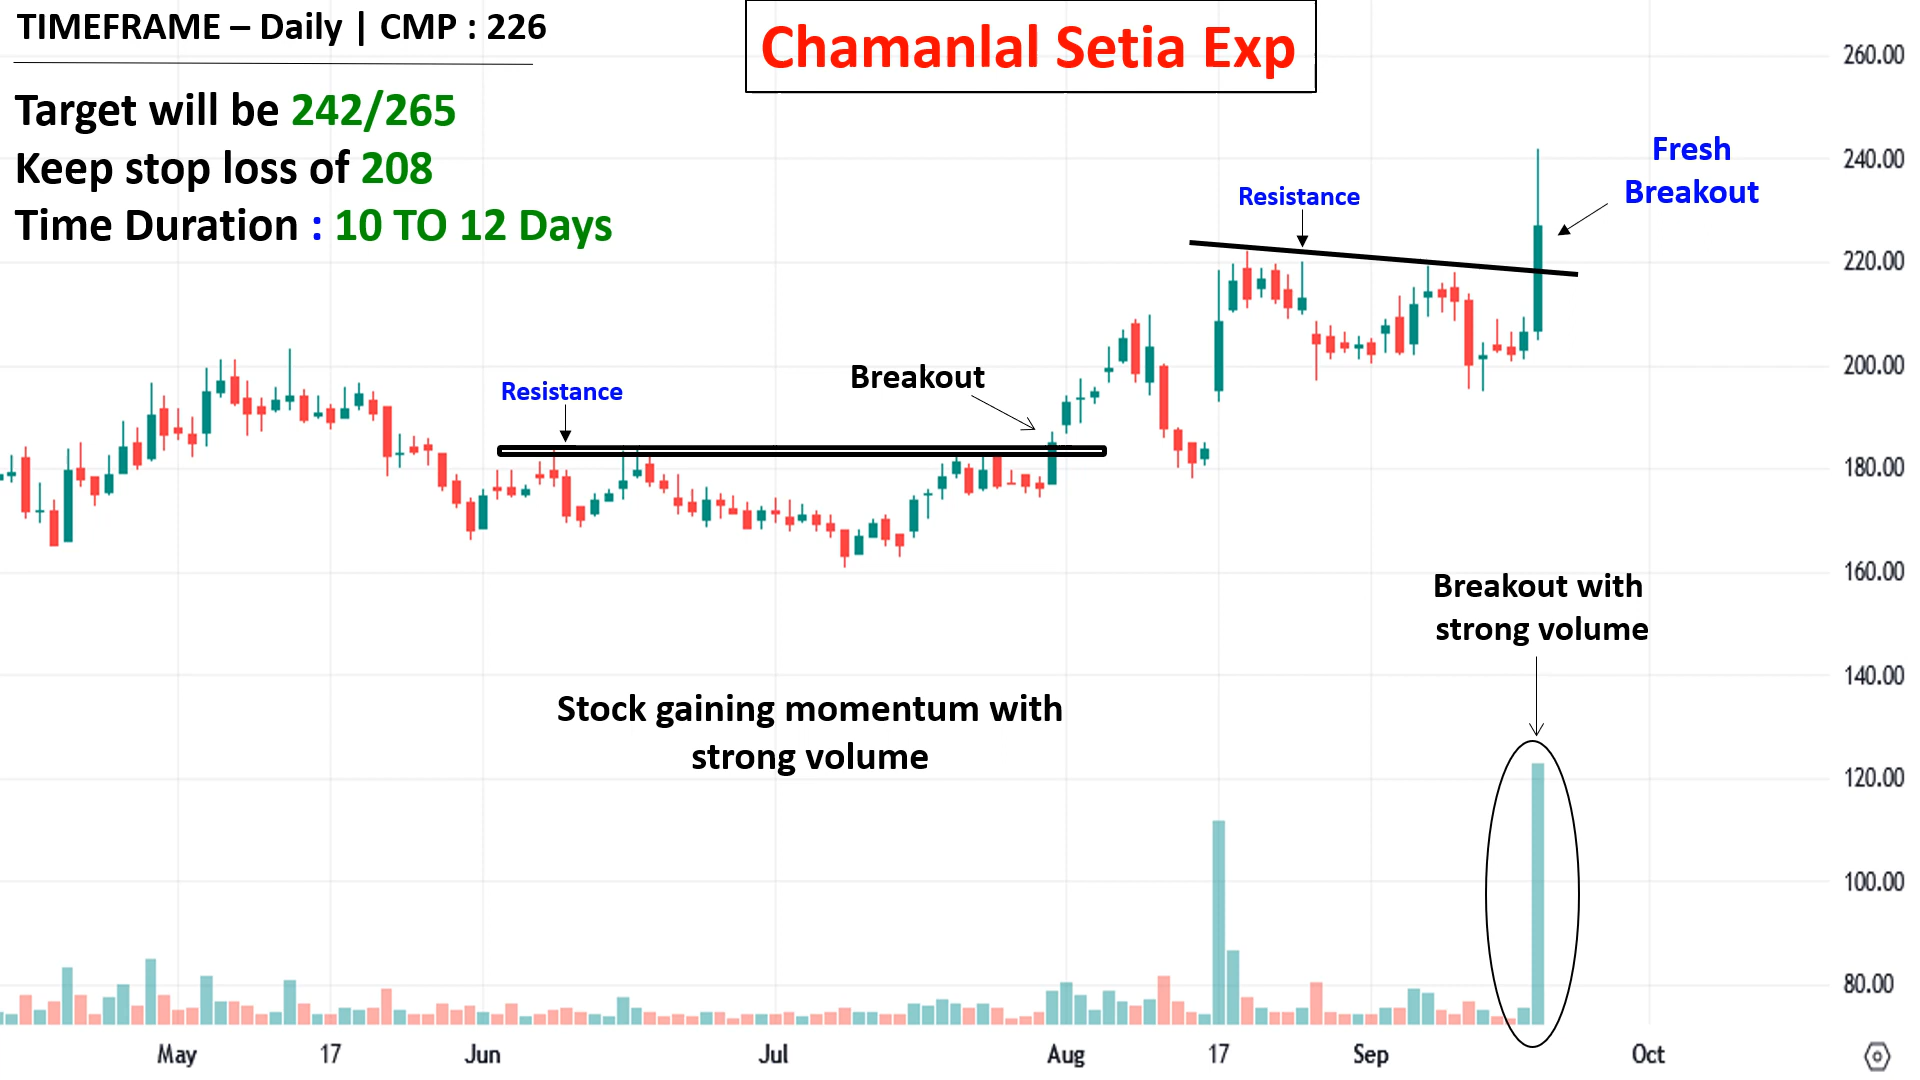 TIMEFRAME – Daily | CMP : 226
Chamanlal Setia Exp
Target will be 242/265
Keep stop loss of 208
Time Duration : 10 TO 12 Days
Fresh
Breakout
Resistance
Breakout
Resistance
Breakout with
strong volume
Stock gaining momentum with
strong volume
260.00
240.00
220.00
200.00
180.00
160.00
140.00
120.00
100.00
80.00
May 17 Jun Jul Aug 17 Sep Oct